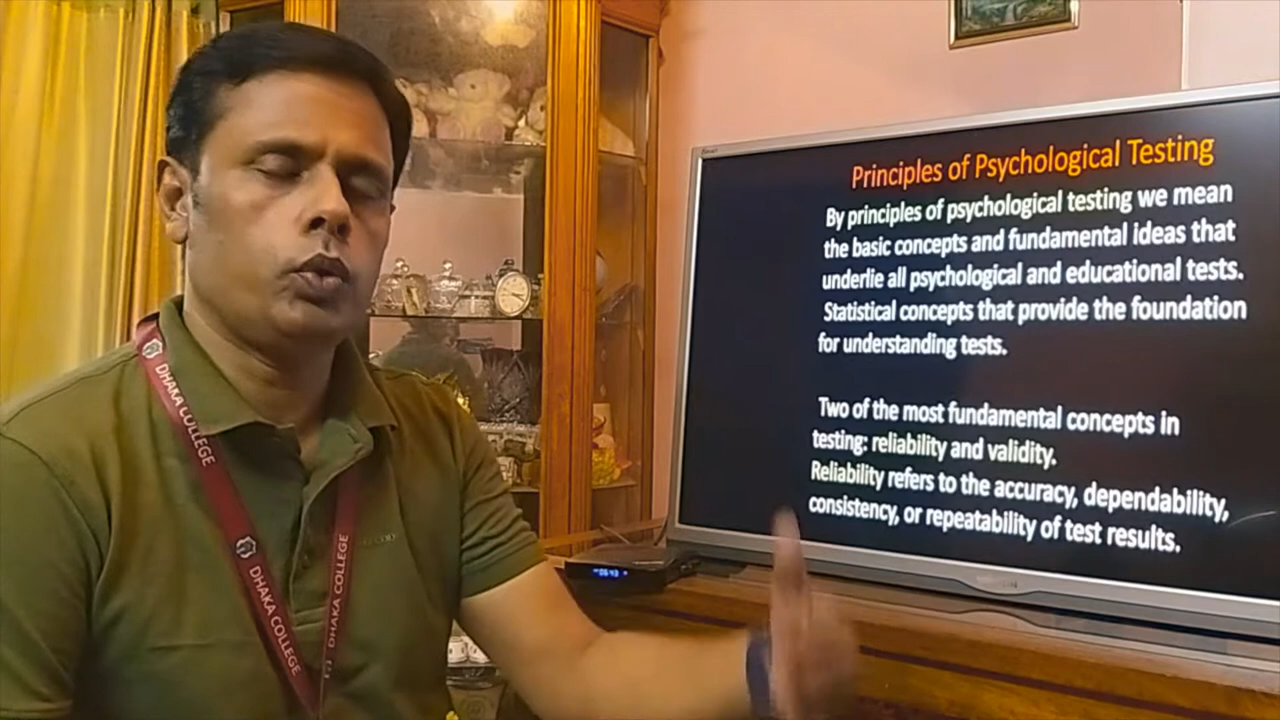 Principles of Psychological Testing
By principles of psychological testing we mean
the basic concepts and fundamental ideas that
underlie all psychological and educational tests.
Statistical concepts that provide the foundation
for understanding tests.
Two of the most fundamental concepts in
testing: reliability and validity.
Reliability refers to the accuracy, dependability,
consistency, or repeatability of test results.
DHAKA COLLEGE
DHAKA COLLEGE
DHAKA COLLEGE